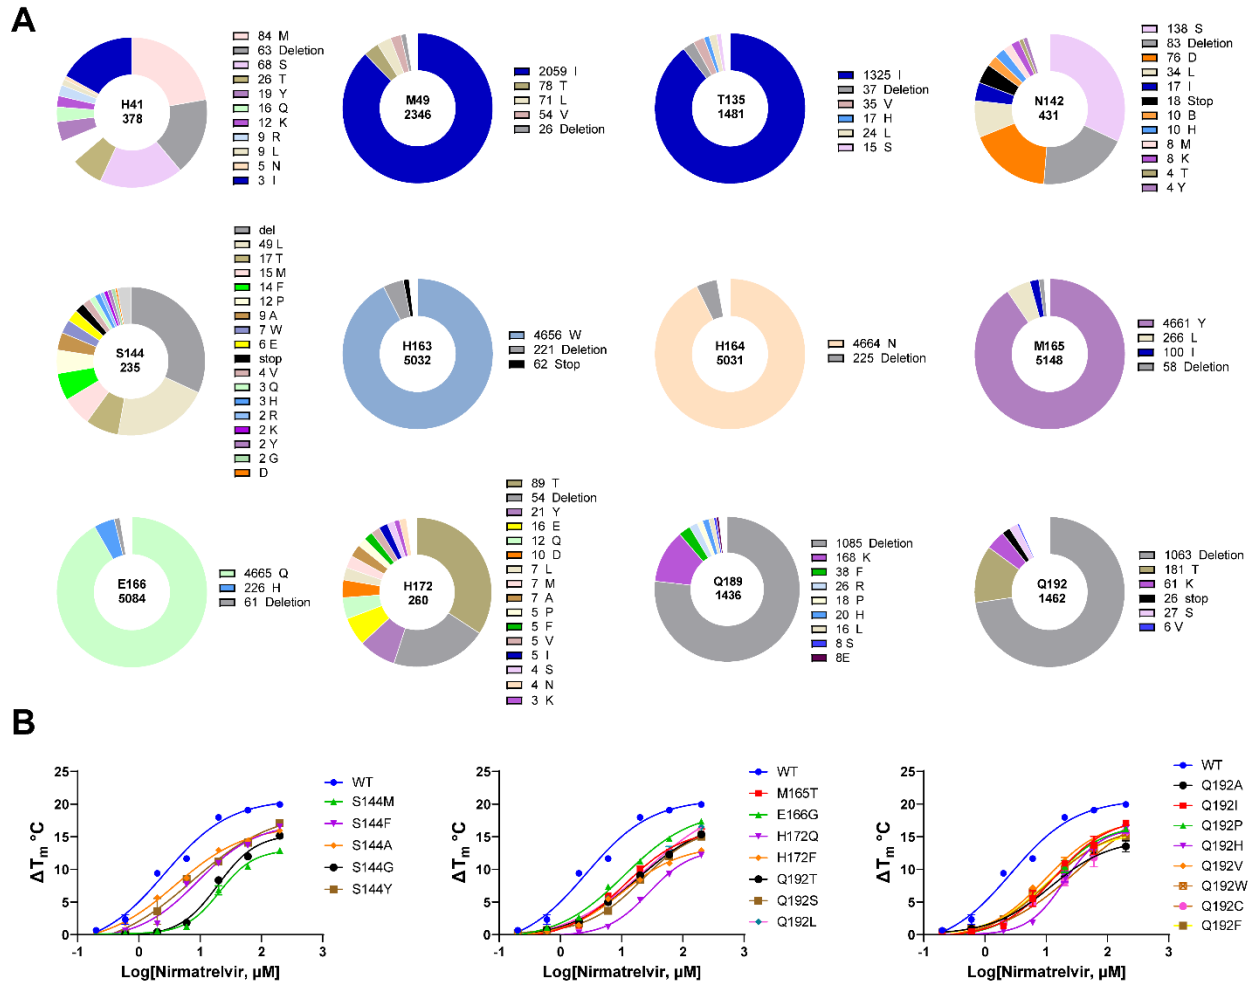 A
H41
378
84 M
63 Deletion
68 S
26 T
19 Y
16 Q
12 K
9 R
9 L
5 N
3 I
M49
2346
2059 I
78 T
71 L
54 V
26 Deletion
T135
1481
1325 I
37 Deletion
35 V
17 H
24 L
15 S
N142
431
138 S
83 Deletion
76 D
34 L
17 I
18 Stop
10 B
10 H
8 M
8 K
4 T
4 Y
S144
235
del
49 L
17 T
15 M
14 F
12 P
9 A
7 W
6 E
stop
4 V
3 Q
3 H
2 R
2 K
2 Y
2 G
D
H163
5032
4656 W
221 Deletion
62 Stop
H164
5031
4664 N
225 Deletion
M165
5148
4661 Y
266 L
100 I
58 Deletion
E166
5084
4665 Q
226 H
61 Deletion
H172
260
89 T
54 Deletion
21 Y
16 E
12 Q
10 D
7 L
7 M
7 A
5 P
5 F
5 V
5 I
4 S
4 N
3 K
Q189
1436
1085 Deletion
168 K
38 F
26 R
18 P
20 H
16 L
8 S
8E
Q192
1462
1063 Deletion
181 T
61 K
26 stop
27 S
6 V
B
ΔTm °C
25
20
15
10
5
0
-1 0 1 2 3
Log[Nirmatrelvir, µM]
WT
S144M
S144F
S144A
S144G
S144Y
ΔTm °C
25
20
15
10
5
0
-1 0 1 2 3
Log[Nirmatrelvir, µM]
WT
M165T
E166G
H172Q
H172F
Q192T
Q192S
Q192L
ΔTm °C
25
20
15
10
5
0
-1 0 1 2 3
Log[Nirmatrelvir, µM]
WT
Q192A
Q192I
Q192P
Q192H
Q192V
Q192W
Q192C
Q192F